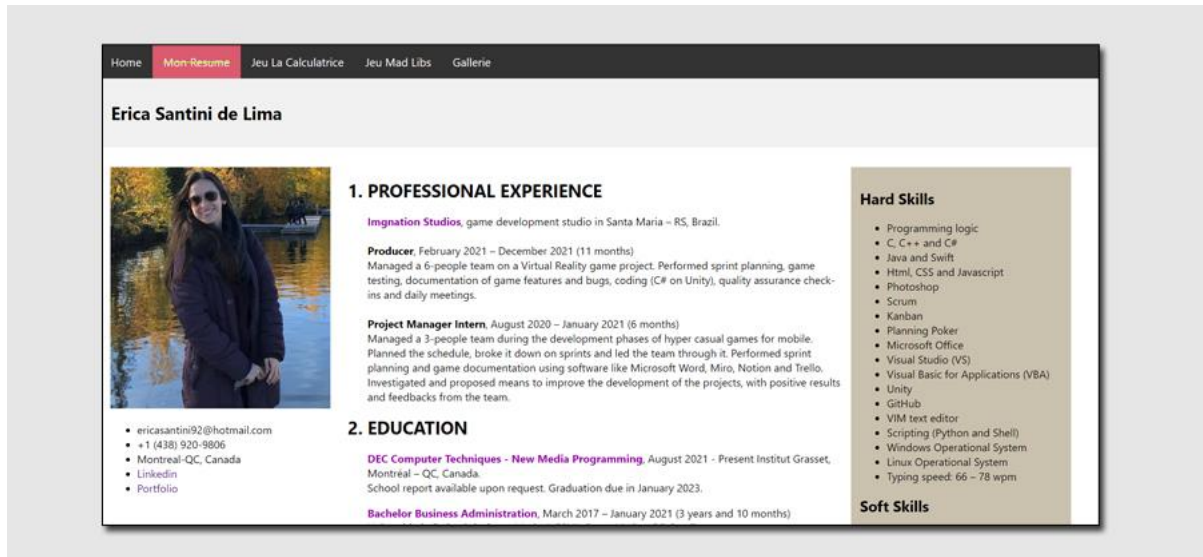 Home Mon-Resume Jeu La Calculatrice Jeu Mad Libs Gallerie
Erica Santini de Lima
ericasantini92@hotmail.com
+1 (438) 920-9806
Montreal-QC, Canada
Linkedin
Portfolio
1. PROFESSIONAL EXPERIENCE
Imgnation Studios, game development studio in Santa Maria – RS, Brazil.
Producer, February 2021 – December 2021 (11 months)
Managed a 6-people team on a Virtual Reality game project. Performed sprint planning, game
testing, documentation of game features and bugs, coding (C# on Unity), quality assurance check-
ins and daily meetings.
Project Manager Intern, August 2020 – January 2021 (6 months)
Managed a 3-people team during the development phases of hyper casual games for mobile.
Planned the schedule, broke it down on sprints and led the team through it. Performed sprint
planning and game documentation using software like Microsoft Word, Miro, Notion and Trello.
Investigated and proposed means to improve the development of the projects, with positive results
and feedbacks from the team.
2. EDUCATION
DEC Computer Techniques - New Media Programming, August 2021 - Present Institut Grasset,
Montréal – QC, Canada.
School report available upon request. Graduation due in January 2023.
Bachelor Business Administration, March 2017 – January 2021 (3 years and 10 months)
Hard Skills
Programming logic
C, C++ and C#
Java and Swift
Html, CSS and Javascript
Photoshop
Scrum
Kanban
Planning Poker
Microsoft Office
Visual Studio (VS)
Visual Basic for Applications (VBA)
Unity
GitHub
VIM text editor
Scripting (Python and Shell)
Windows Operational System
Linux Operational System
Typing speed: 66 – 78 wpm
Soft Skills